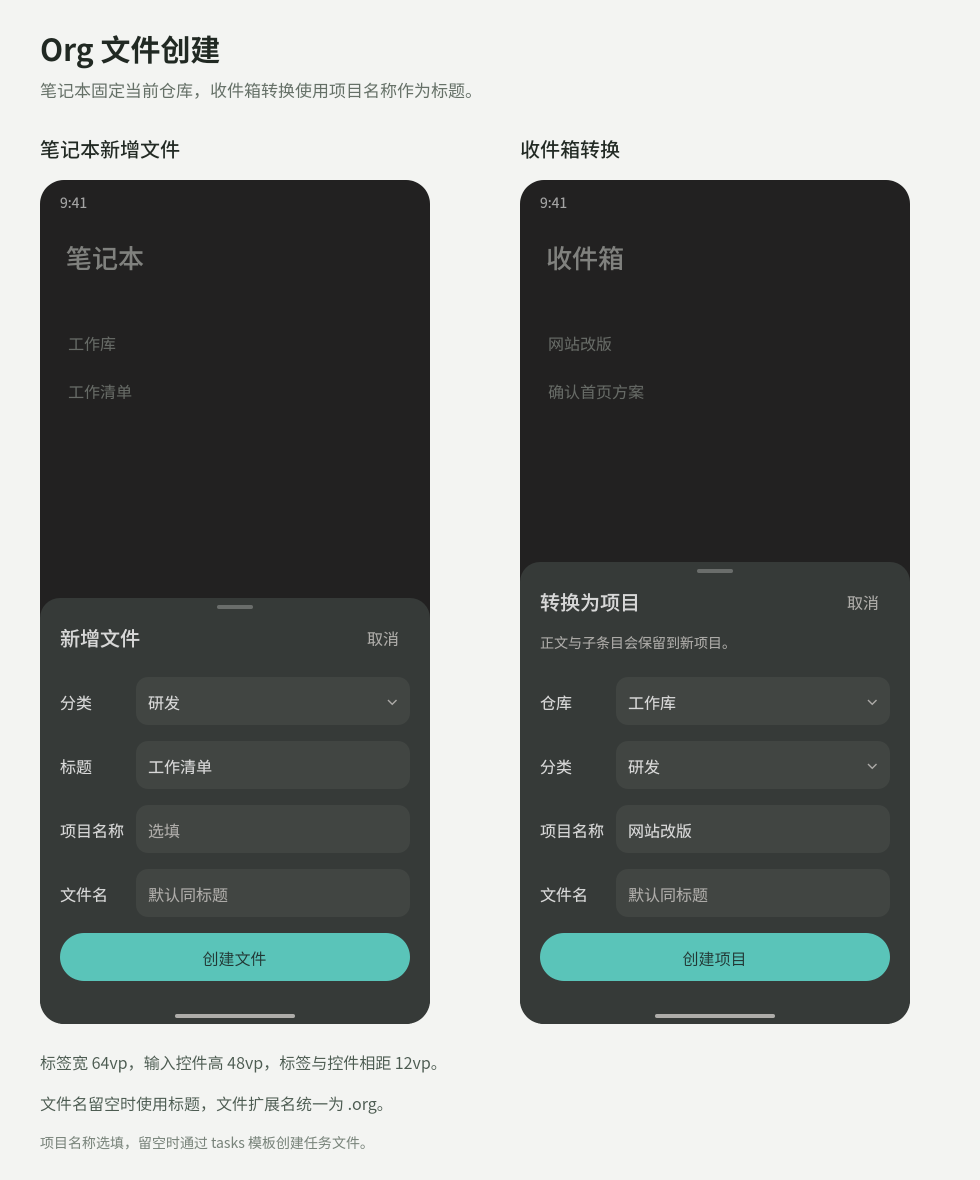 Org 文件创建
笔记本固定当前仓库，收件箱转换使用项目名称作为标题。
笔记本新增文件
9:41
笔记本
工作库
工作清单
新增文件
取消
分类
研发
标题
工作清单
项目名称
选填
文件名
默认同标题
创建文件
收件箱转换
9:41
收件箱
网站改版
确认首页方案
转换为项目
取消
正文与子条目会保留到新项目。
仓库
工作库
分类
研发
项目名称
网站改版
文件名
默认同标题
创建项目
标签宽 64vp，输入控件高 48vp，标签与控件相距 12vp。
文件名留空时使用标题，文件扩展名统一为 .org。
项目名称选填，留空时通过 tasks 模板创建任务文件。